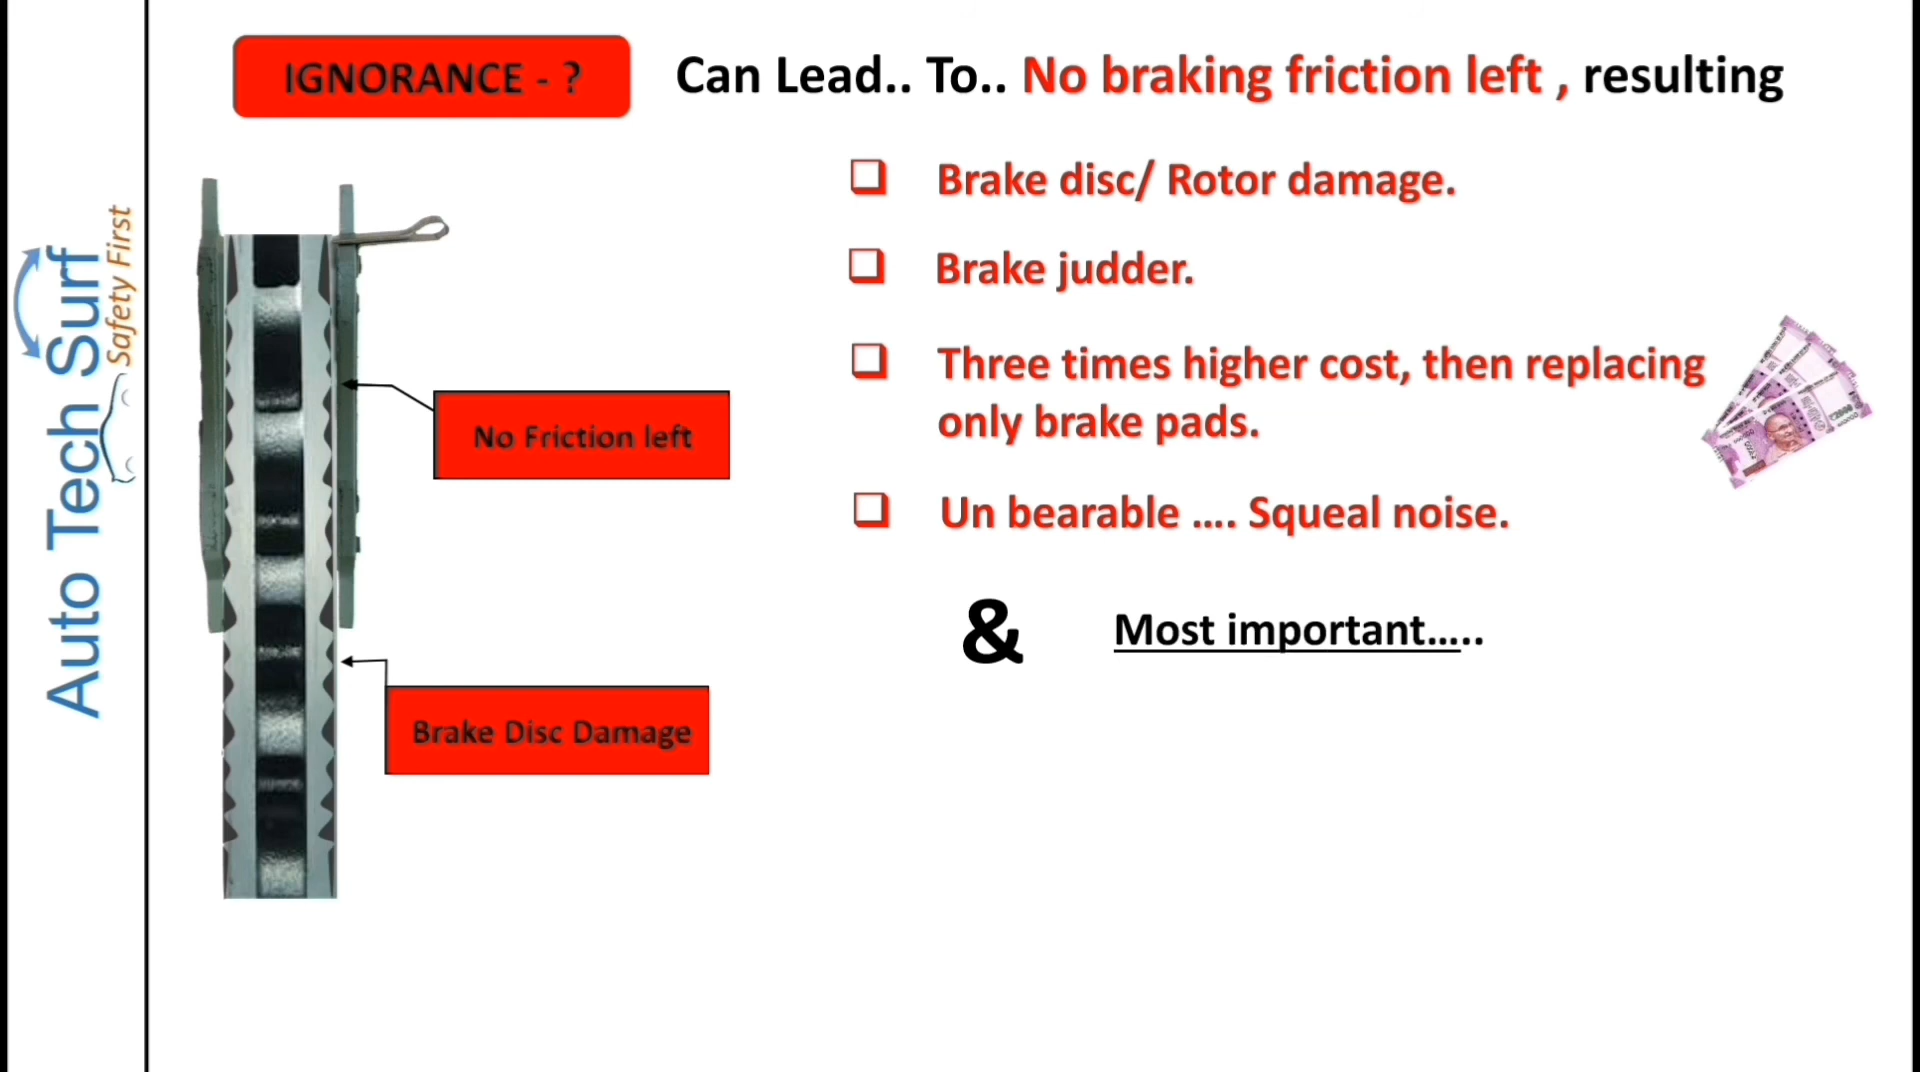 IGNORANCE - ?
Can Lead.. To.. No braking friction left , resulting
Brake disc/ Rotor damage.
Brake judder.
Three times higher cost, then replacing
only brake pads.
Un bearable .... Squeal noise.
& Most important.....
No Friction left
Brake Disc Damage
Auto Tech Surf
Safety First